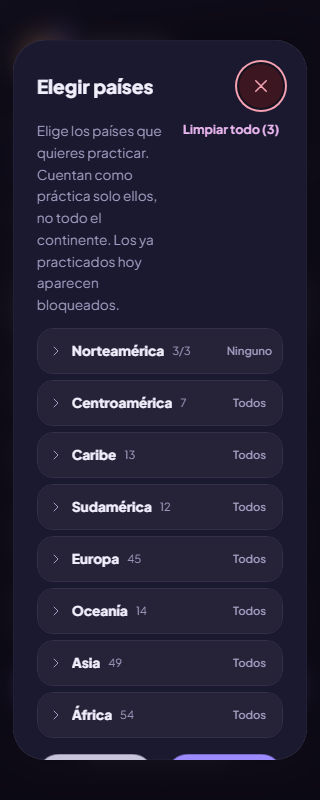 Elegir países
Elige los países que
quieres practicar.
Cuentan como
práctica solo ellos,
no todo el
continente. Los ya
practicados hoy
aparecen
bloqueados.
Limpiar todo (3)
Norteamérica 3/3 Ninguno
Centroamérica 7 Todos
Caribe 13 Todos
Sudamérica 12 Todos
Europa 45 Todos
Oceanía 14 Todos
Asia 49 Todos
África 54 Todos